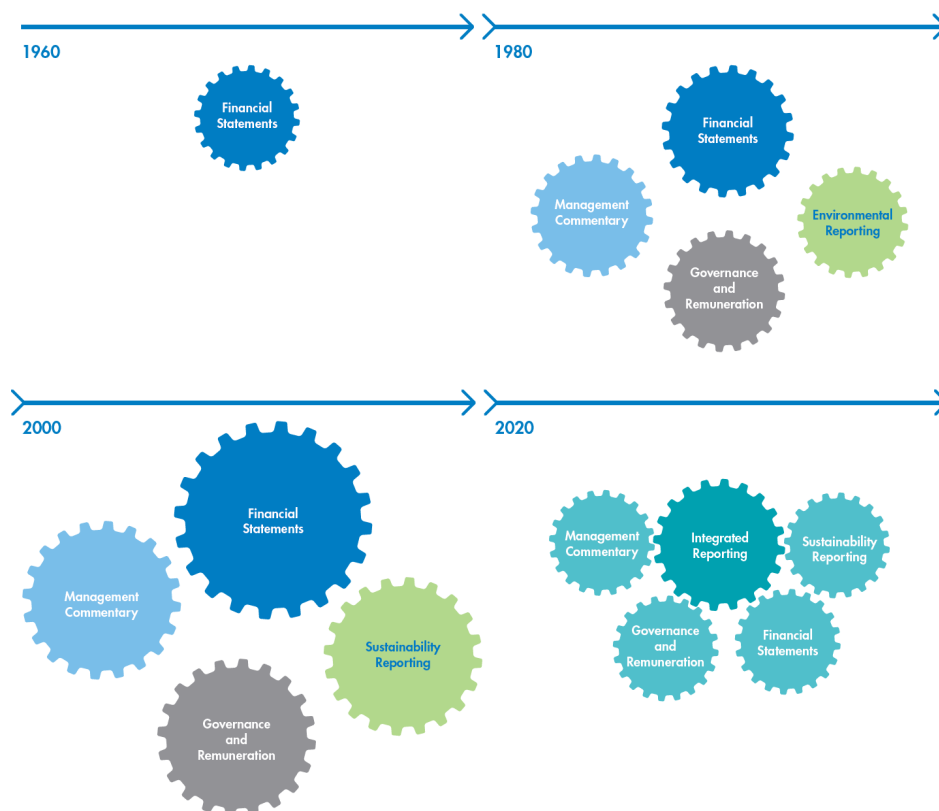 1960
Financial
Statements
1980
Financial
Statements
Management
Commentary
Environmental
Reporting
Governance
and
Remuneration
2000
Financial
Statements
Management
Commentary
Sustainability
Reporting
Governance
and
Remuneration
2020
Management
Commentary
Integrated
Reporting
Sustainability
Reporting
Governance
and
Remuneration
Financial
Statements